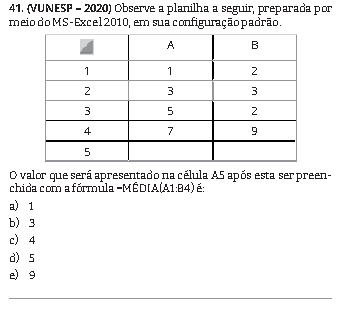 41. (VUNESP – 2020) Observe a planilha a seguir, preparada por
meio do MS-Excel 2010, em sua configuração padrão.
A B
1 1 2
2 3 3
3 5 2
4 7 9
5
O valor que será apresentado na célula A5 após esta ser preen-
chida com a fórmula =MÉDIA(A1:B4) é:
a) 1
b) 3
c) 4
d) 5
e) 9